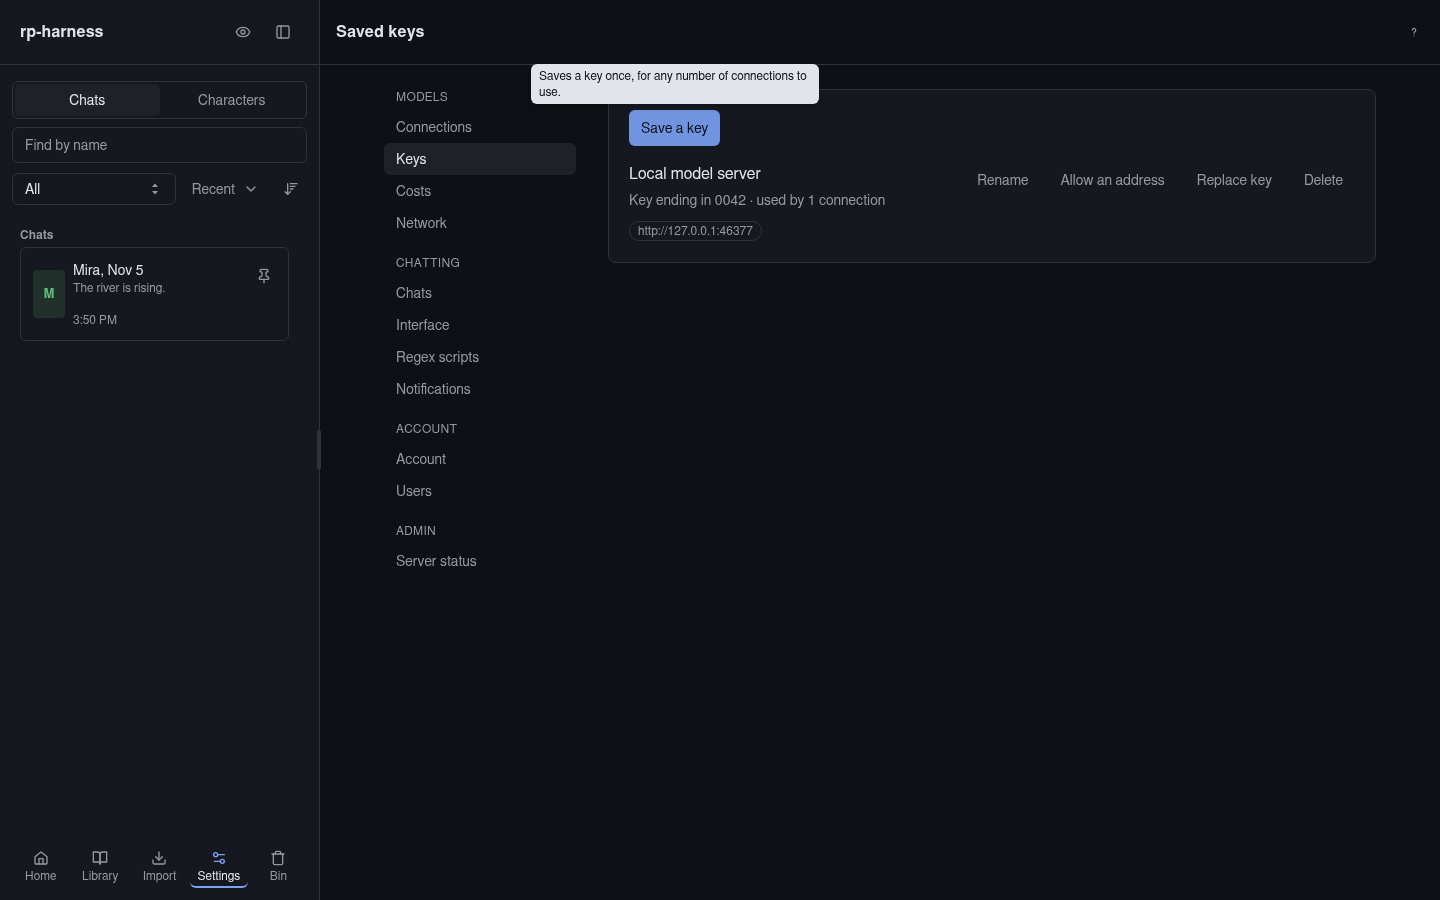 rp-harness
Saved keys
?
Chats
Characters
Find by name
All
Recent
Chats
M
Mira, Nov 5
The river is rising.
3:50 PM
Home
Library
Import
Settings
Bin
MODELS
Connections
Keys
Costs
Network
CHATTING
Chats
Interface
Regex scripts
Notifications
ACCOUNT
Account
Users
ADMIN
Server status
Saves a key once, for any number of connections to
use.
Save a key
Local model server
Key ending in 0042 · used by 1 connection
http://127.0.0.1:46377
Rename
Allow an address
Replace key
Delete